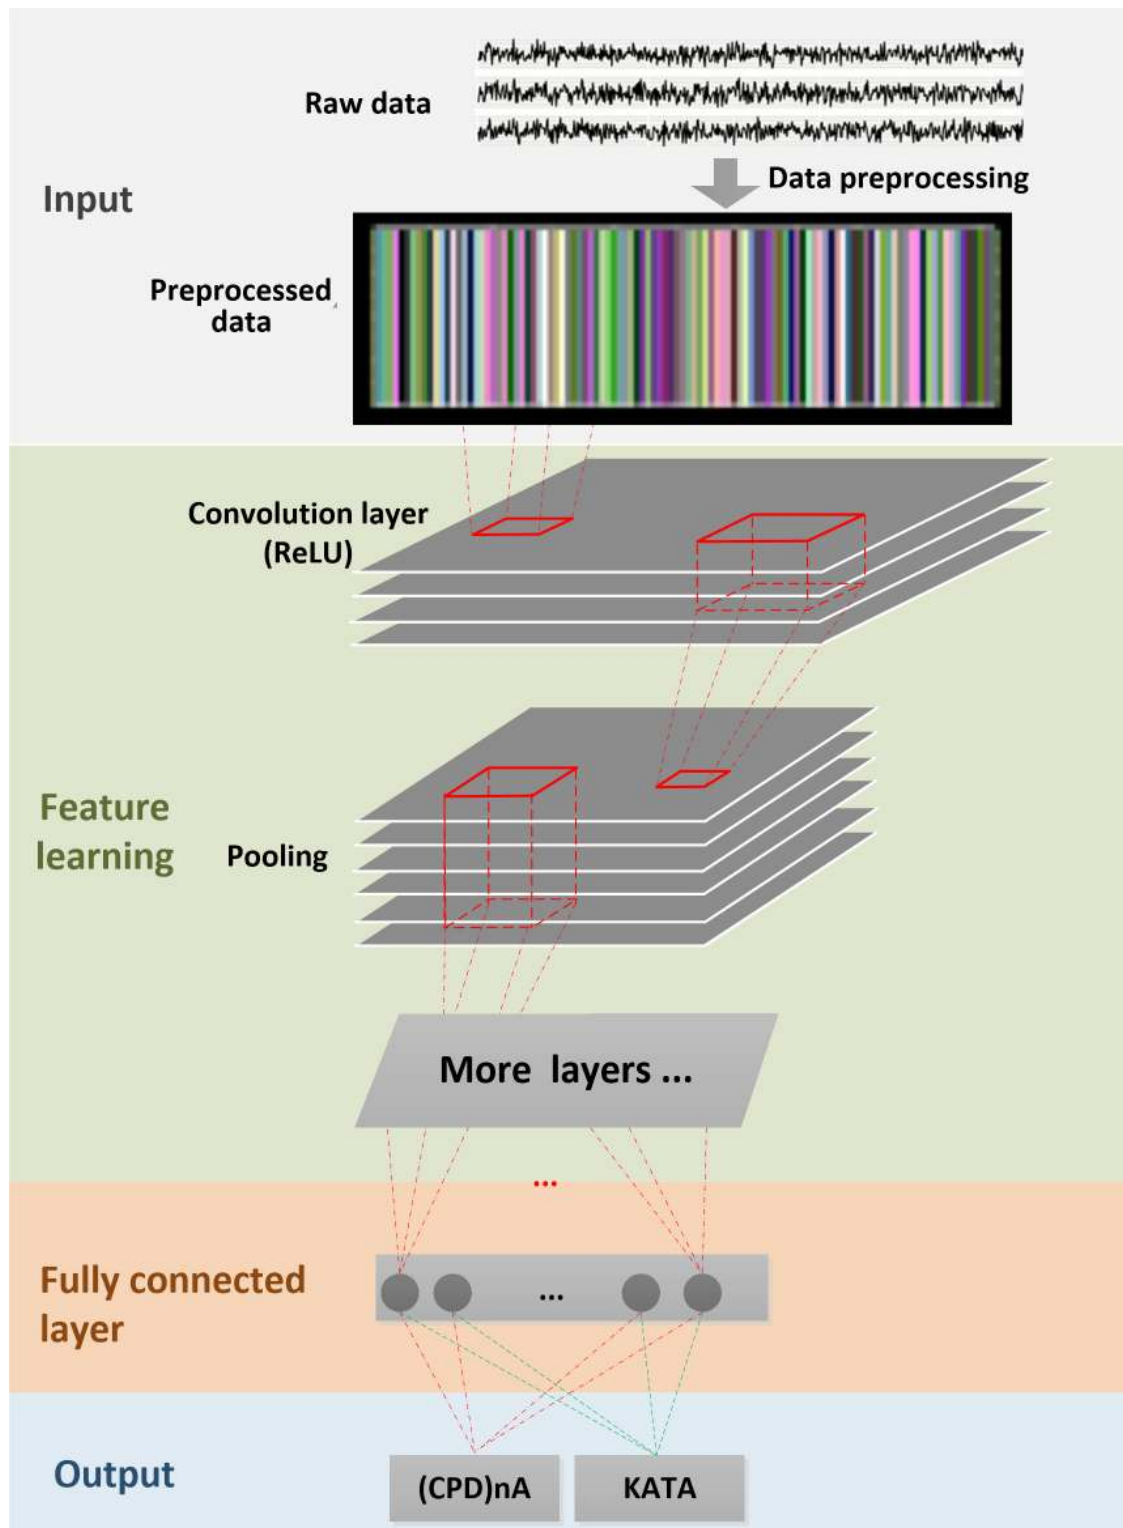 Raw data
Data preprocessing
Input
Preprocessed
data
Convolution layer
(ReLU)
Feature
learning
Pooling
More layers ...
...
Fully connected
layer
...
Output
(CPD)nA
KATA